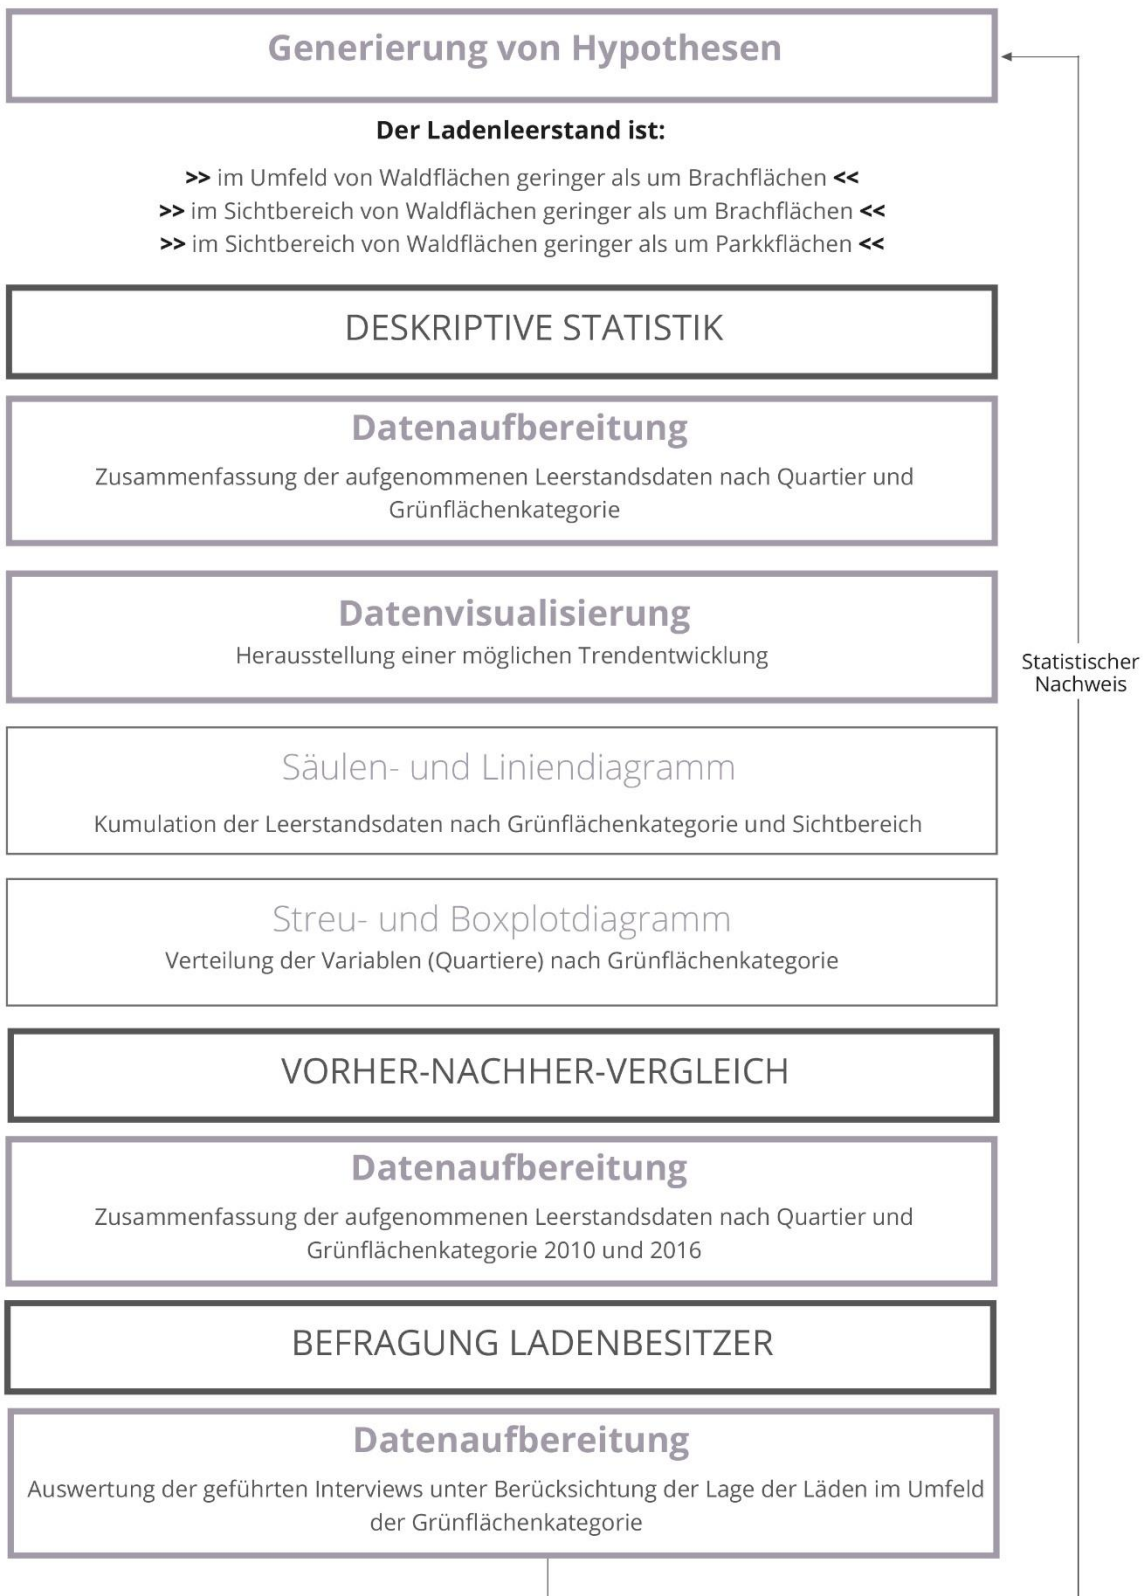 Generierung von Hypothesen
Der Ladenleerstand ist:
>> im Umfeld von Waldflächen geringer als um Brachflächen <<
>> im Sichtbereich von Waldflächen geringer als um Brachflächen <<
>> im Sichtbereich von Waldflächen geringer als um Parkkflächen <<
DESKRIPTIVE STATISTIK
Datenaufbereitung
Zusammenfassung der aufgenommenen Leerstandsdaten nach Quartier und
Grünflächenkategorie
Datenvisualisierung
Herausstellung einer möglichen Trendentwicklung
Statistischer
Nachweis
Säulen- und Liniendiagramm
Kumulation der Leerstandsdaten nach Grünflächenkategorie und Sichtbereich
Streu- und Boxplotdiagramm
Verteilung der Variablen (Quartiere) nach Grünflächenkategorie
VORHER-NACHHER-VERGLEICH
Datenaufbereitung
Zusammenfassung der aufgenommenen Leerstandsdaten nach Quartier und
Grünflächenkategorie 2010 und 2016
BEFRAGUNG LADENBESITZER
Datenaufbereitung
Auswertung der geführten Interviews unter Berücksichtung der Lage der Läden im Umfeld
der Grünflächenkategorie